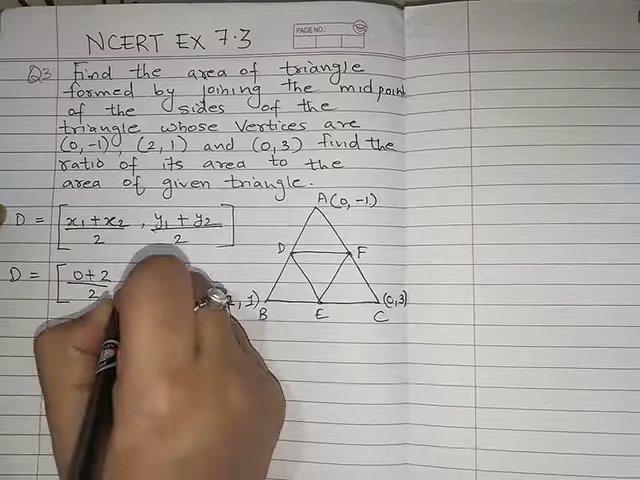 NCERT EX 7.3
PAGE NO.:
Q3 Find the area of triangle
formed by joining the midpoint
of the sides of the
triangle whose Vertices are
(0,-1), (2,1) and (0,3) find the
ratio of its area to the
area of given triangle.
A(0,-1)
D = [x₁+x₂/2 , y₁+y₂/2]
D F
D = [0+2/2
2,1) (0,3)
B E C